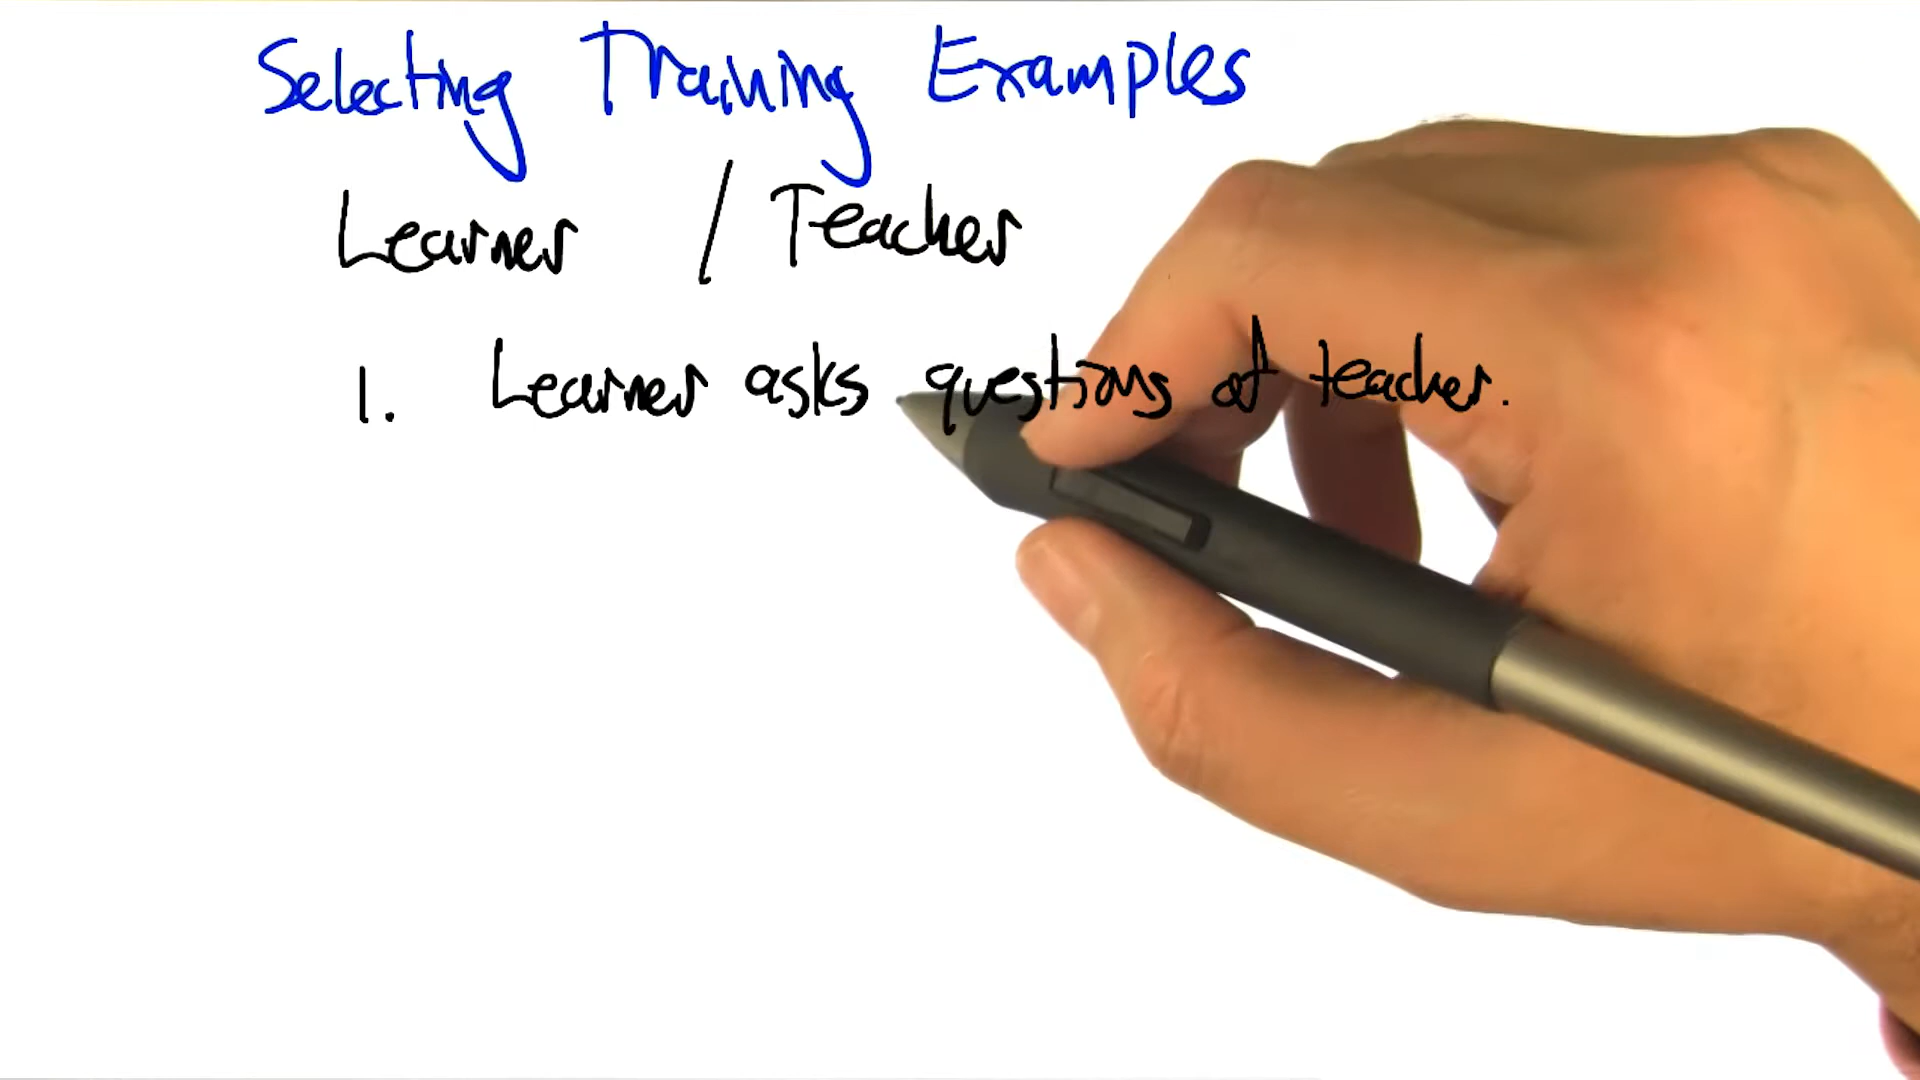 Selecting Training Examples
Learner / Teacher
1. Learner asks questions of teacher.